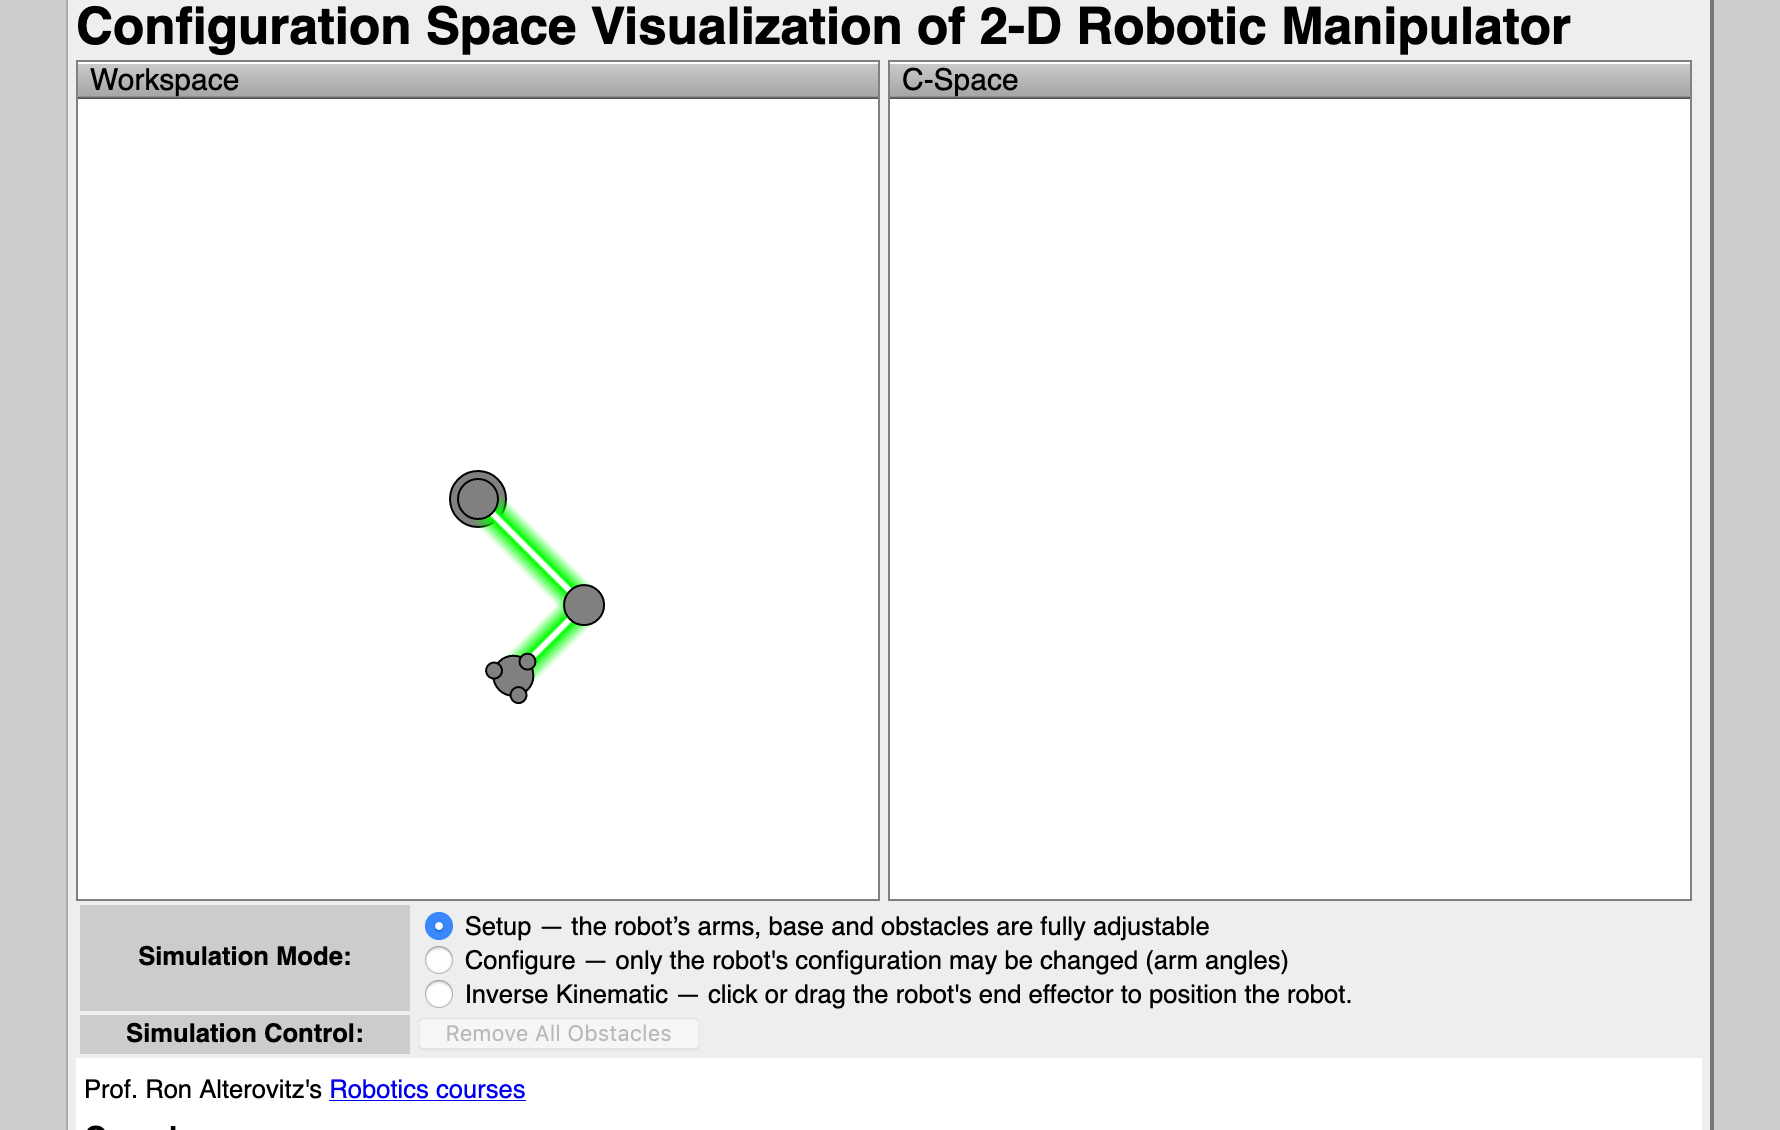 Configuration Space Visualization of 2-D Robotic Manipulator
Workspace
C-Space
Simulation Mode:
Setup — the robot’s arms, base and obstacles are fully adjustable
Configure — only the robot's configuration may be changed (arm angles)
Inverse Kinematic — click or drag the robot's end effector to position the robot.
Simulation Control:
Remove All Obstacles
Prof. Ron Alterovitz's Robotics courses